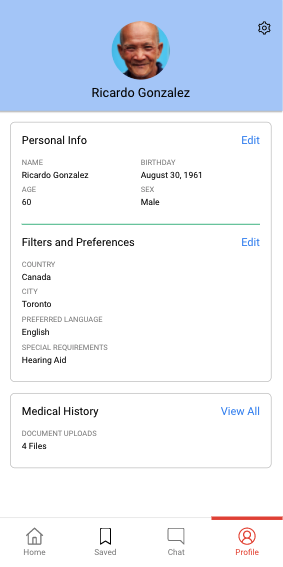 Ricardo Gonzalez
Personal Info Edit
NAME BIRTHDAY
Ricardo Gonzalez August 30, 1961
AGE SEX
60 Male
Filters and Preferences Edit
COUNTRY
Canada
CITY
Toronto
PREFERRED LANGUAGE
English
SPECIAL REQUIREMENTS
Hearing Aid
Medical History View All
DOCUMENT UPLOADS
4 Files
Home Saved Chat Profile